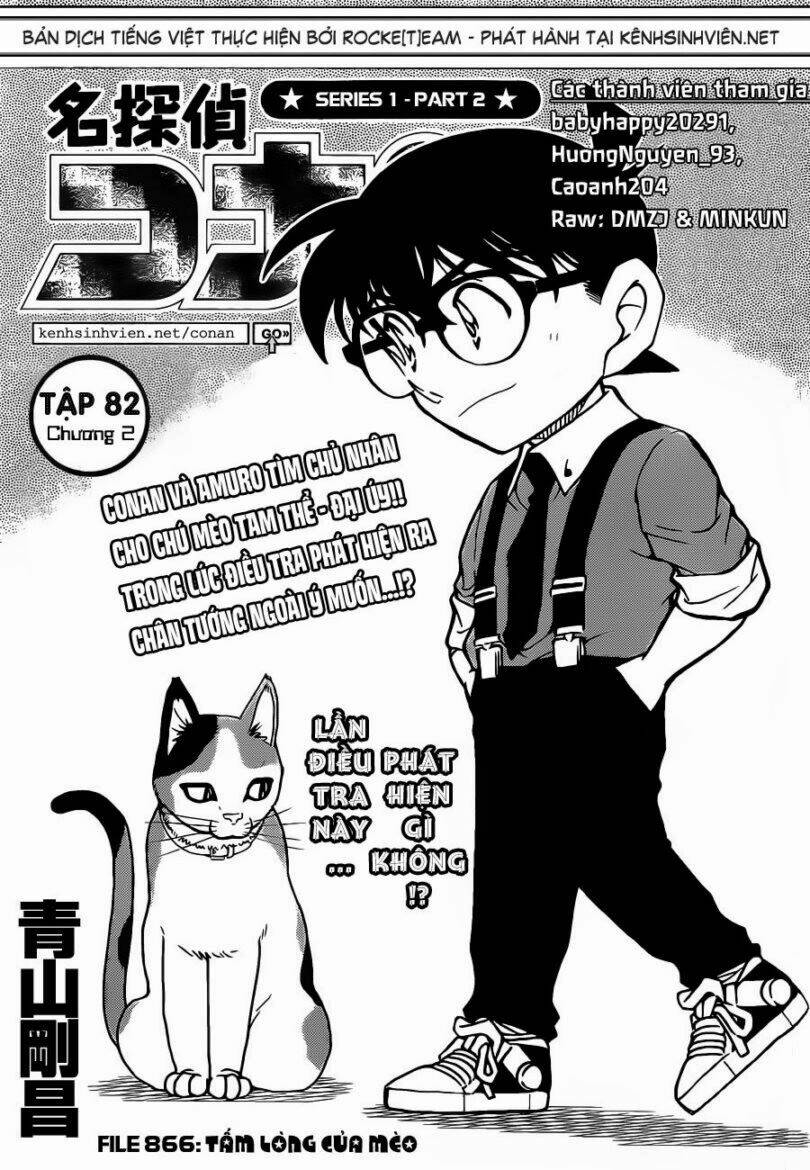 BẢN DỊCH TIẾNG VIỆT THỰC HIỆN BỞI ROCKE[T]EAM - PHÁT HÀNH TẠI KÊNHSINHVIÊN.NET
★ SERIES 1 - PART 2 ★
Các thành viên tham gia
babyhappy20291,
HuongNguyen_93,
Caoanh204
Raw: DMZJ & MINKUN
名探偵
コナ
kenhsinhvien.net/conan
GO»
TẬP 82
Chương 2
CONAN VÀ AMURO TÌM CHỦ NHÂN
CHO CHÚ MÈO TAM THỂ - ĐẠI ÚY!!
TRONG LÚC ĐIỀU TRA PHÁT HIỆN RA
CHÂN TƯỚNG NGOÀI Ý MUỐN...!?
LẦN
ĐIỀU
TRA
NÀY
...
PHÁT
HIỆN
GÌ
KHÔNG
!?
青山剛昌
FILE 866: TẤM LÒNG CỦA MÈO